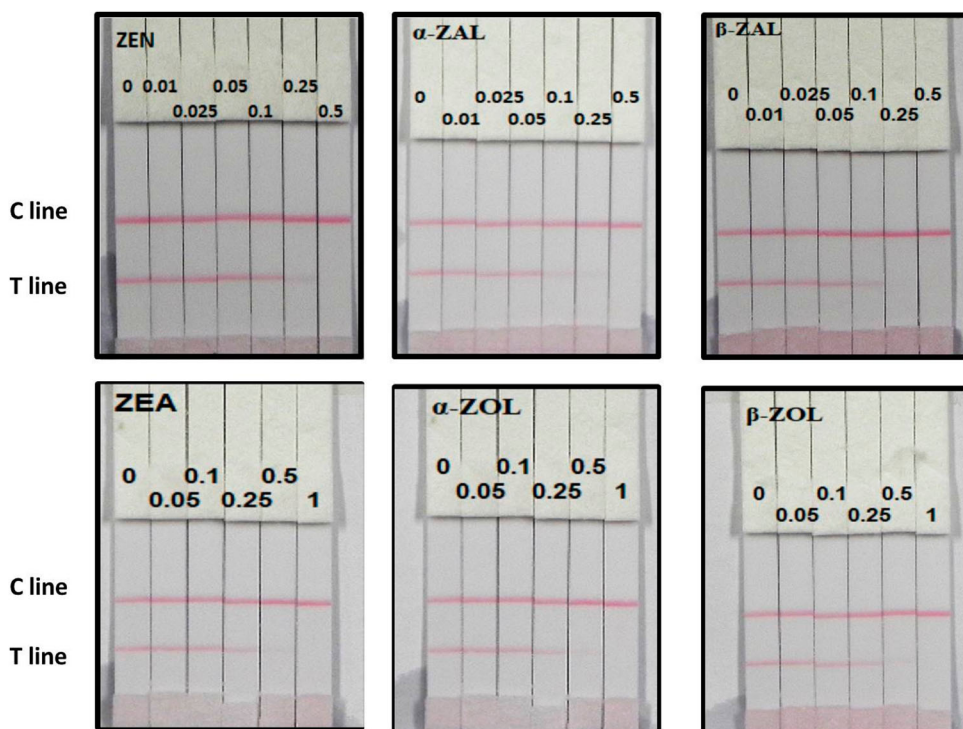 ZEN
0 0.01 0.05 0.25
0.025 0.1 0.5
α-ZAL
0 0.025 0.1 0.5
0.01 0.05 0.25
β-ZAL
0 0.025 0.1 0.5
0.01 0.05 0.25
C line
T line
ZEA
0 0.1 0.5
0.05 0.25 1
α-ZOL
0 0.1 0.5
0.05 0.25 1
β-ZOL
0 0.1 0.5
0.05 0.25 1
C line
T line